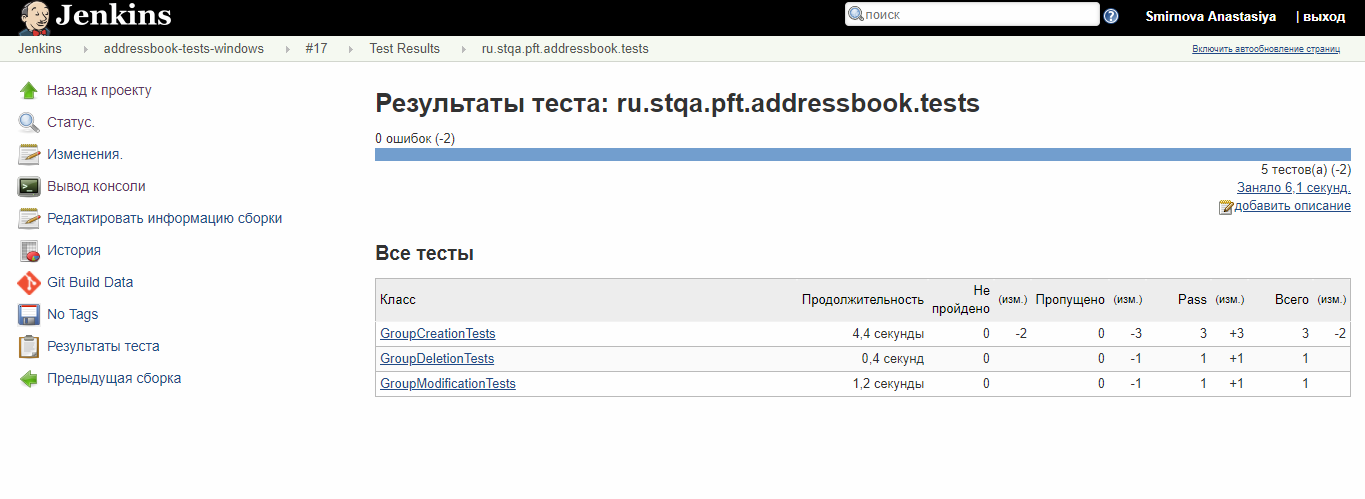 Jenkins
поиск
Smirnova Anastasiya | выход
Jenkins addressbook-tests-windows #17 Test Results ru.stqa.pft.addressbook.tests
Включить автообновление страниц
Назад к проекту
Статус.
Изменения.
Вывод консоли
Редактировать информацию сборки
История
Git Build Data
No Tags
Результаты теста
Предыдущая сборка
Результаты теста: ru.stqa.pft.addressbook.tests
0 ошибок (-2)
5 тестов(а) (-2)
Заняло 6,1 секунд.
добавить описание
Все тесты
Класс Продолжительность Не пройдено (изм.) Пропущено (изм.) Pass (изм.) Всего (изм.)
GroupCreationTests 4,4 секунды 0 -2 0 -3 3 +3 3 -2
GroupDeletionTests 0,4 секунд 0 0 -1 1 +1 1
GroupModificationTests 1,2 секунды 0 0 -1 1 +1 1